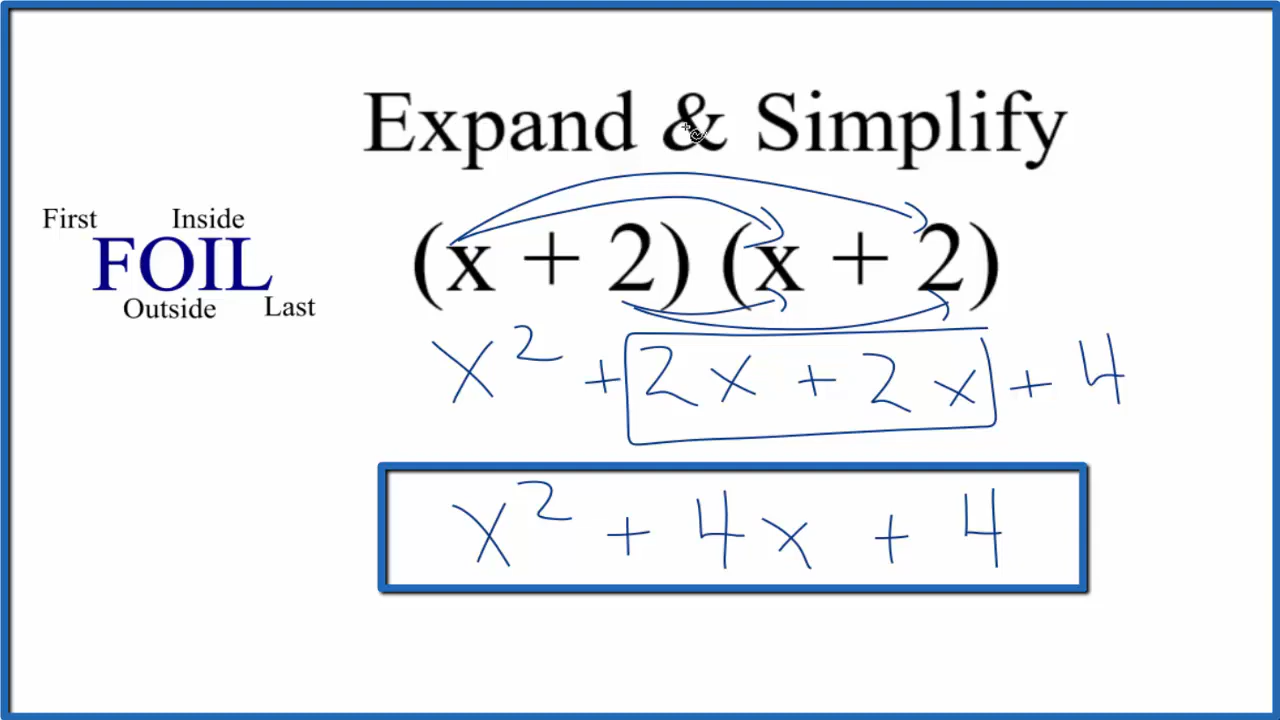 Expand & Simplify
First Inside
FOIL
Outside Last
(x + 2) (x + 2)
x² + 2x + 2x + 4
x² + 4x + 4